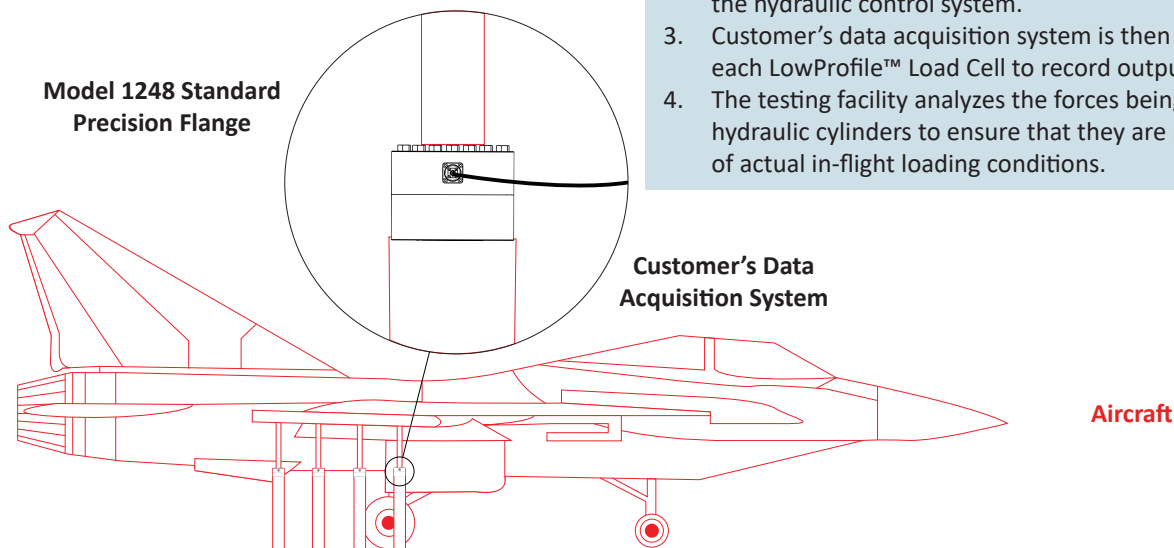 the hydraulic control system.
3. Customer’s data acquisition system is then
each LowProfile™ Load Cell to record outpu
4. The testing facility analyzes the forces being
hydraulic cylinders to ensure that they are
of actual in-flight loading conditions.
Model 1248 Standard
Precision Flange
Customer’s Data
Acquisition System
Aircraft